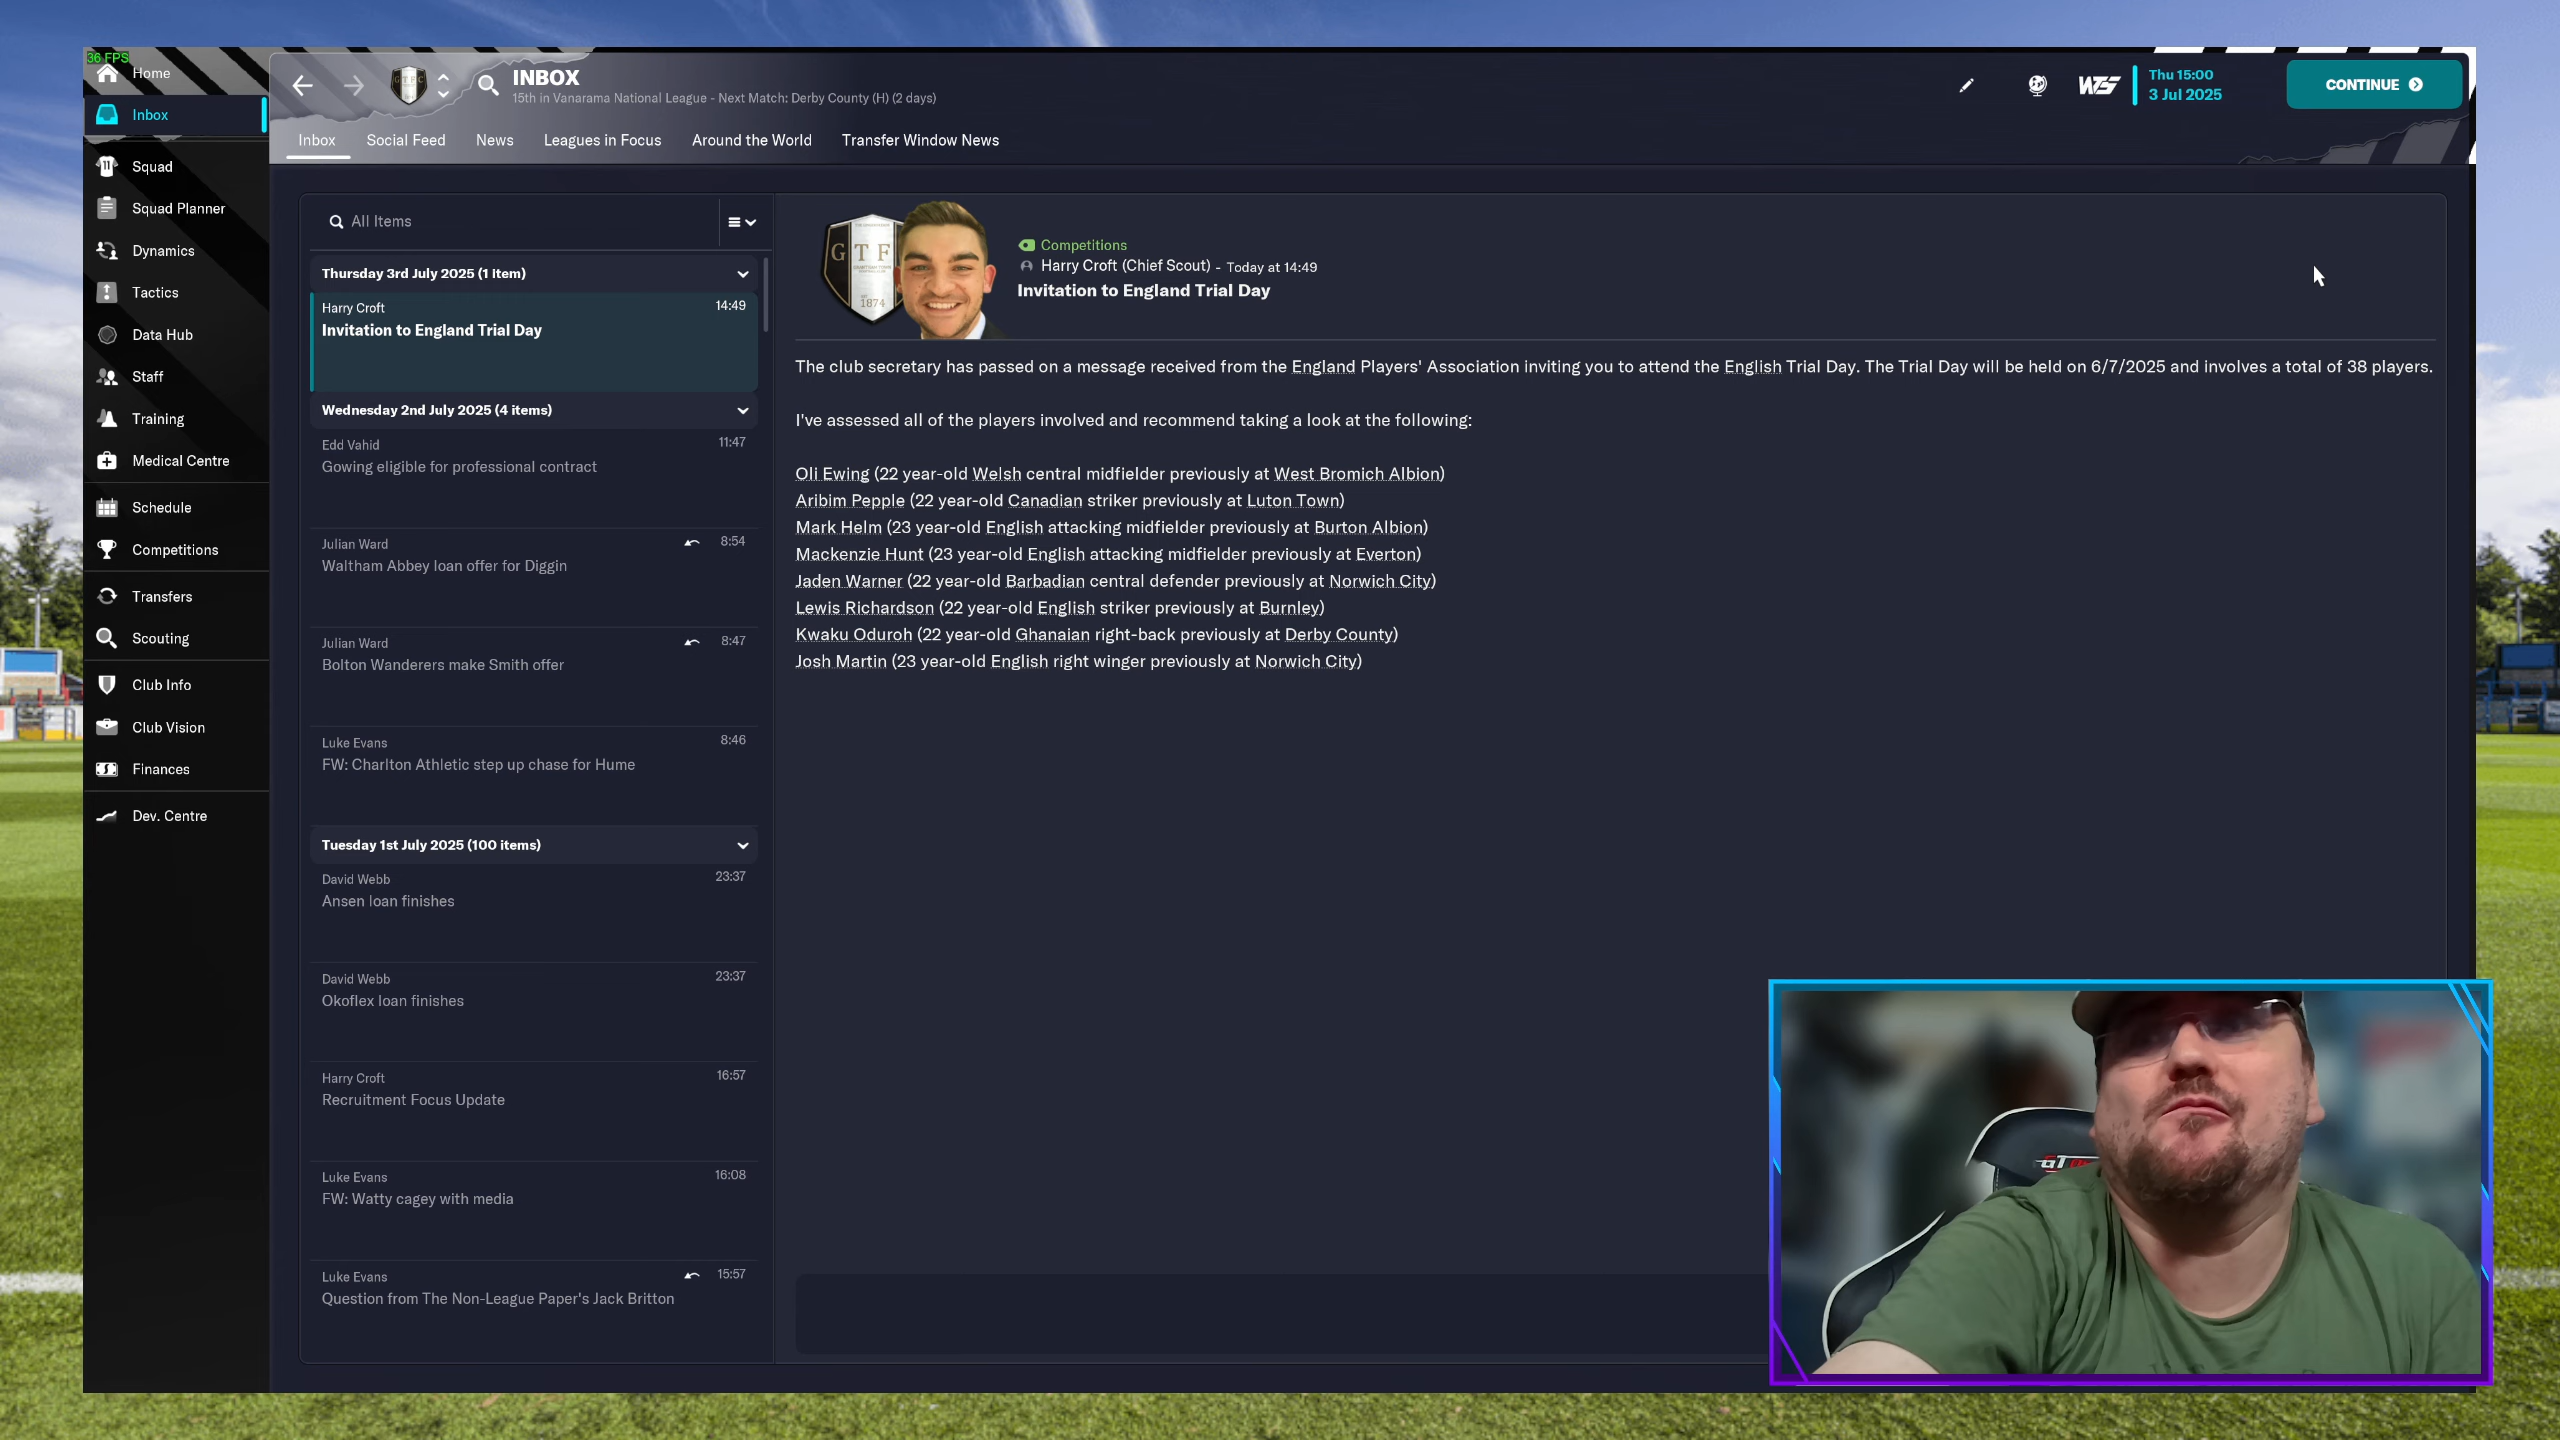 36 FPS
Home
Inbox
Squad
Squad Planner
Dynamics
Tactics
Data Hub
Staff
Training
Medical Centre
Schedule
Competitions
Transfers
Scouting
Club Info
Club Vision
Finances
Dev. Centre
INBOX
15th in Vanarama National League - Next Match: Derby County (H) (2 days)
Thu 15:00
3 Jul 2025
CONTINUE
Inbox Social Feed News Leagues in Focus Around the World Transfer Window News
All Items
Thursday 3rd July 2025 (1 item)
Harry Croft 14:49
Invitation to England Trial Day
Wednesday 2nd July 2025 (4 items)
Edd Vahid 11:47
Gowing eligible for professional contract
Julian Ward 8:54
Waltham Abbey loan offer for Diggin
Julian Ward 8:47
Bolton Wanderers make Smith offer
Luke Evans 8:46
FW: Charlton Athletic step up chase for Hume
Tuesday 1st July 2025 (100 items)
David Webb 23:37
Ansen loan finishes
David Webb 23:37
Okoflex loan finishes
Harry Croft 16:57
Recruitment Focus Update
Luke Evans 16:08
FW: Watty cagey with media
Luke Evans 15:57
Question from The Non-League Paper's Jack Britton
G T F
1874
Competitions
Harry Croft (Chief Scout) - Today at 14:49
Invitation to England Trial Day
The club secretary has passed on a message received from the England Players' Association inviting you to attend the English Trial Day. The Trial Day will be held on 6/7/2025 and involves a total of 38 players.
I've assessed all of the players involved and recommend taking a look at the following:
Oli Ewing (22 year-old Welsh central midfielder previously at West Bromich Albion)
Aribim Pepple (22 year-old Canadian striker previously at Luton Town)
Mark Helm (23 year-old English attacking midfielder previously at Burton Albion)
Mackenzie Hunt (23 year-old English attacking midfielder previously at Everton)
Jaden Warner (22 year-old Barbadian central defender previously at Norwich City)
Lewis Richardson (22 year-old English striker previously at Burnley)
Kwaku Oduroh (22 year-old Ghanaian right-back previously at Derby County)
Josh Martin (23 year-old English right winger previously at Norwich City)